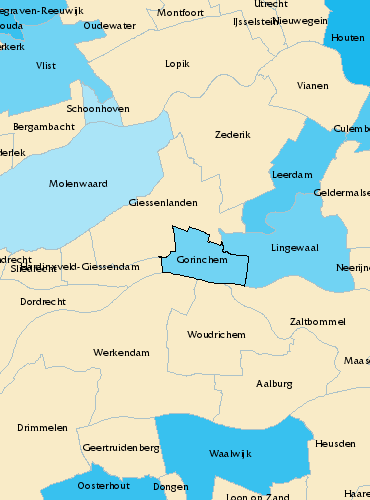 egraven-Reeuwijk
Montfoort
Utrecht
ouda
Oudewater
IJsselstein
Nieuwegein
Houten
erkerk
Vlist
Lopik
Vianen
Schoonhoven
Bergambacht
Zederik
Culemb
erlek
Molenwaard
Leerdam
Giessenlanden
Geldermalse
Lingewaal
Gorinchem
ndrecht
Sliedrecht
Hardinxveld-Giessendam
Neerijne
Dordrecht
Zaltbommel
Woudrichem
Werkendam
Maas
Aalburg
Drimmelen
Geertruidenberg
Heusden
Waalwijk
Oosterhout
Dongen
Loon op Zand
Haare